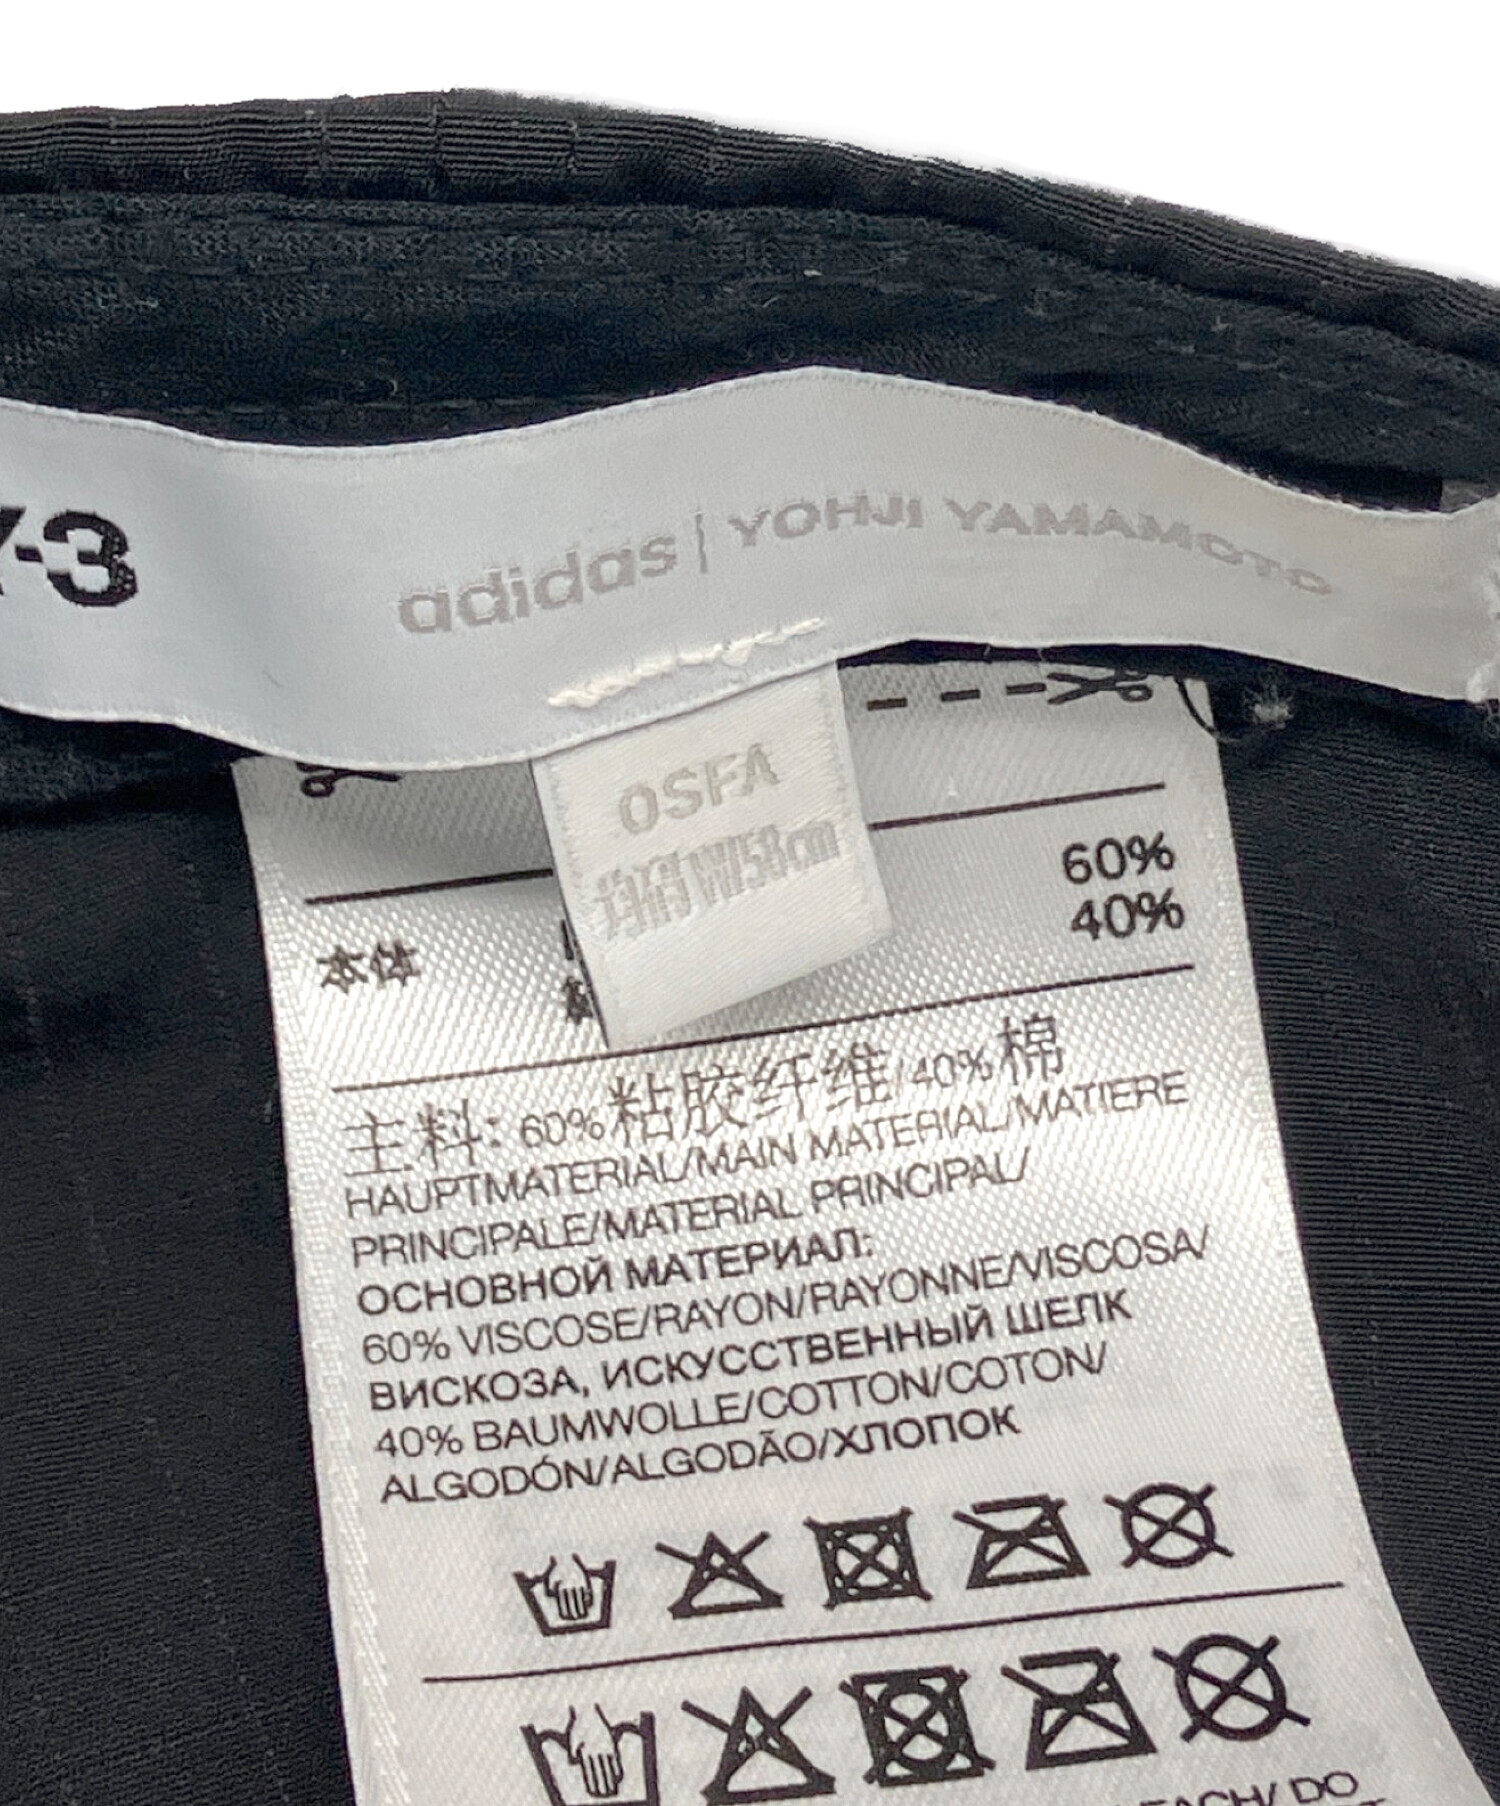 Y-3
adidas | YOHJI YAMAMOTO
OSFA
58cm
60%
本体
40%
主料: 60%粘胶纤维/40%棉
HAUPTMATERIAL/MAIN MATERIAL/MATIERE
PRINCIPALE/MATERIAL PRINCIPAL/
ОСНОВНОЙ МАТЕРИАЛ:
60% VISCOSE/RAYON/RAYONNE/VISCOSA/
ВИСКОЗА, ИСКУССТВЕННЫЙ ШЕЛК
40% BAUMWOLLE/COTTON/COTON/
ALGODÓN/ALGODÃO/ХЛОПОК
DO